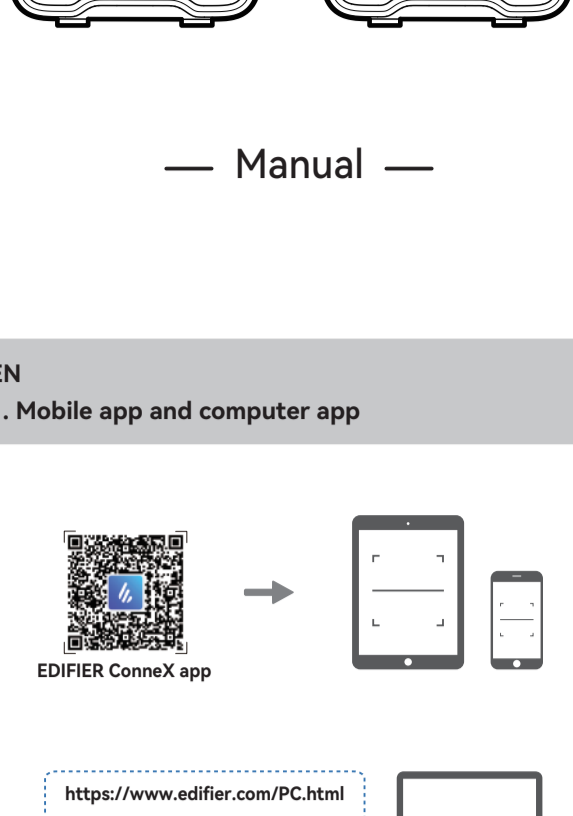 — Manual —
EN
. Mobile app and computer app
EDIFIER ConneX app
https://www.edifier.com/PC.html